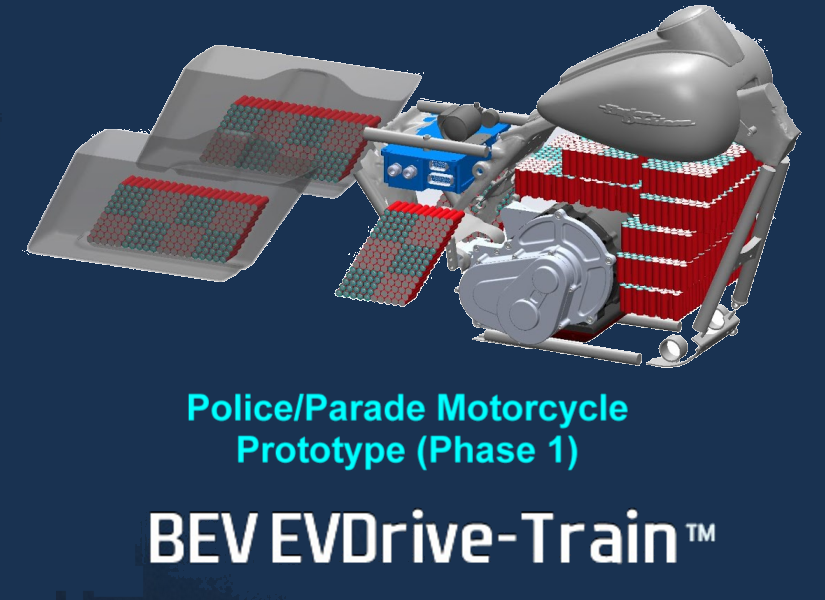 Police/Parade Motorcycle
Prototype (Phase 1)
BEV EVDrive-Train™